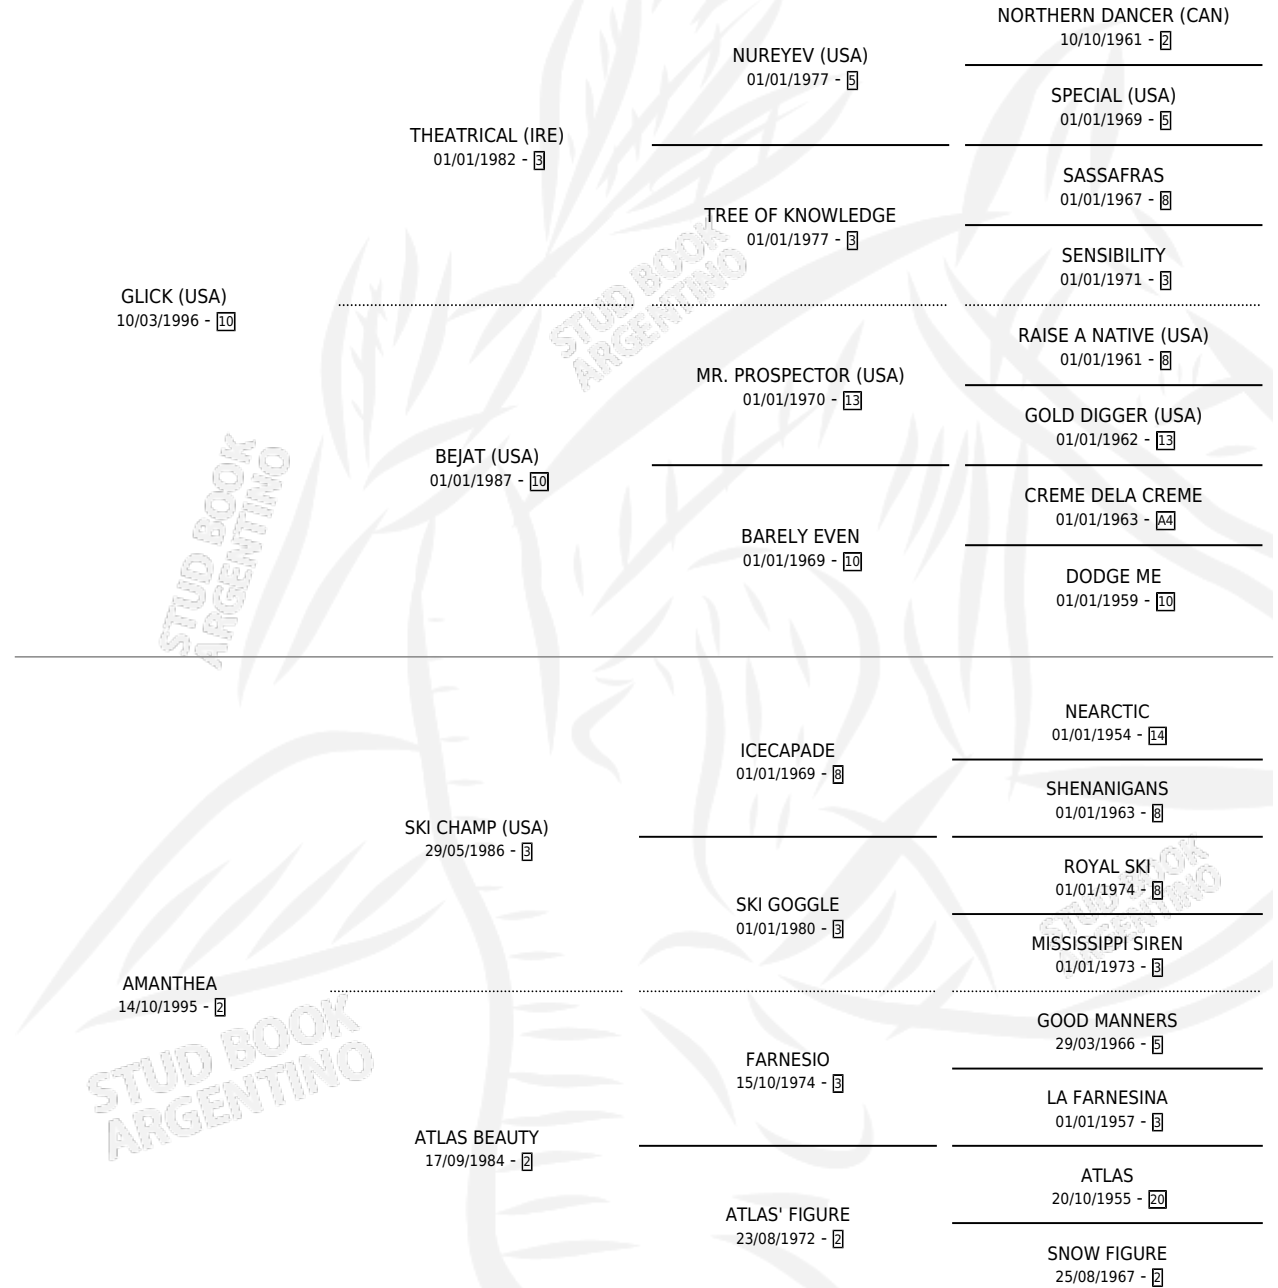 NORTHERN DANCER (CAN)
10/10/1961 - 2
NUREYEV (USA)
01/01/1977 - 5
SPECIAL (USA)
01/01/1969 - 5
THEATRICAL (IRE)
01/01/1982 - 3
SASSAFRAS
01/01/1967 - 8
TREE OF KNOWLEDGE
01/01/1977 - 3
SENSIBILITY
01/01/1971 - 3
GLICK (USA)
10/03/1996 - 10
STUD BOOK
ARGENTINO
RAISE A NATIVE (USA)
01/01/1961 - 8
MR. PROSPECTOR (USA)
01/01/1970 - 13
GOLD DIGGER (USA)
01/01/1962 - 13
BEJAT (USA)
01/01/1987 - 10
CREME DELA CREME
01/01/1963 - A4
BARELY EVEN
01/01/1969 - 10
DODGE ME
01/01/1959 - 10
STUD BOOK
ARGENTINO
NEARCTIC
01/01/1954 - 14
ICECAPADE
01/01/1969 - 8
SHENANIGANS
01/01/1963 - 8
SKI CHAMP (USA)
29/05/1986 - 3
ROYAL SKI
01/01/1974 - 8
STUD BOOK
ARGENTINO
SKI GOGGLE
01/01/1980 - 3
MISSISSIPPI SIREN
01/01/1973 - 3
AMANTHEA
14/10/1995 - 2
GOOD MANNERS
29/03/1966 - 5
STUD BOOK
ARGENTINO
FARNESIO
15/10/1974 - 3
LA FARNESINA
01/01/1957 - 3
ATLAS BEAUTY
17/09/1984 - 2
ATLAS
20/10/1955 - 20
ATLAS' FIGURE
23/08/1972 - 2
SNOW FIGURE
25/08/1967 - 2